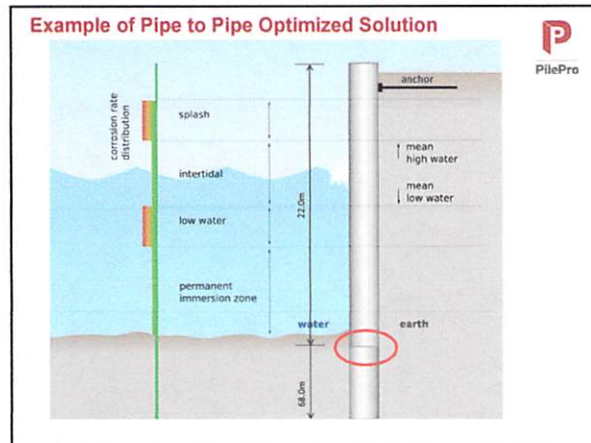 Example of Pipe to Pipe Optimized Solution
PilePro
corrosion rate
distribution
splash
intertidal
low water
permanent
immersion zone
22.0m
68.0m
water
earth
anchor
mean
high water
mean
low water